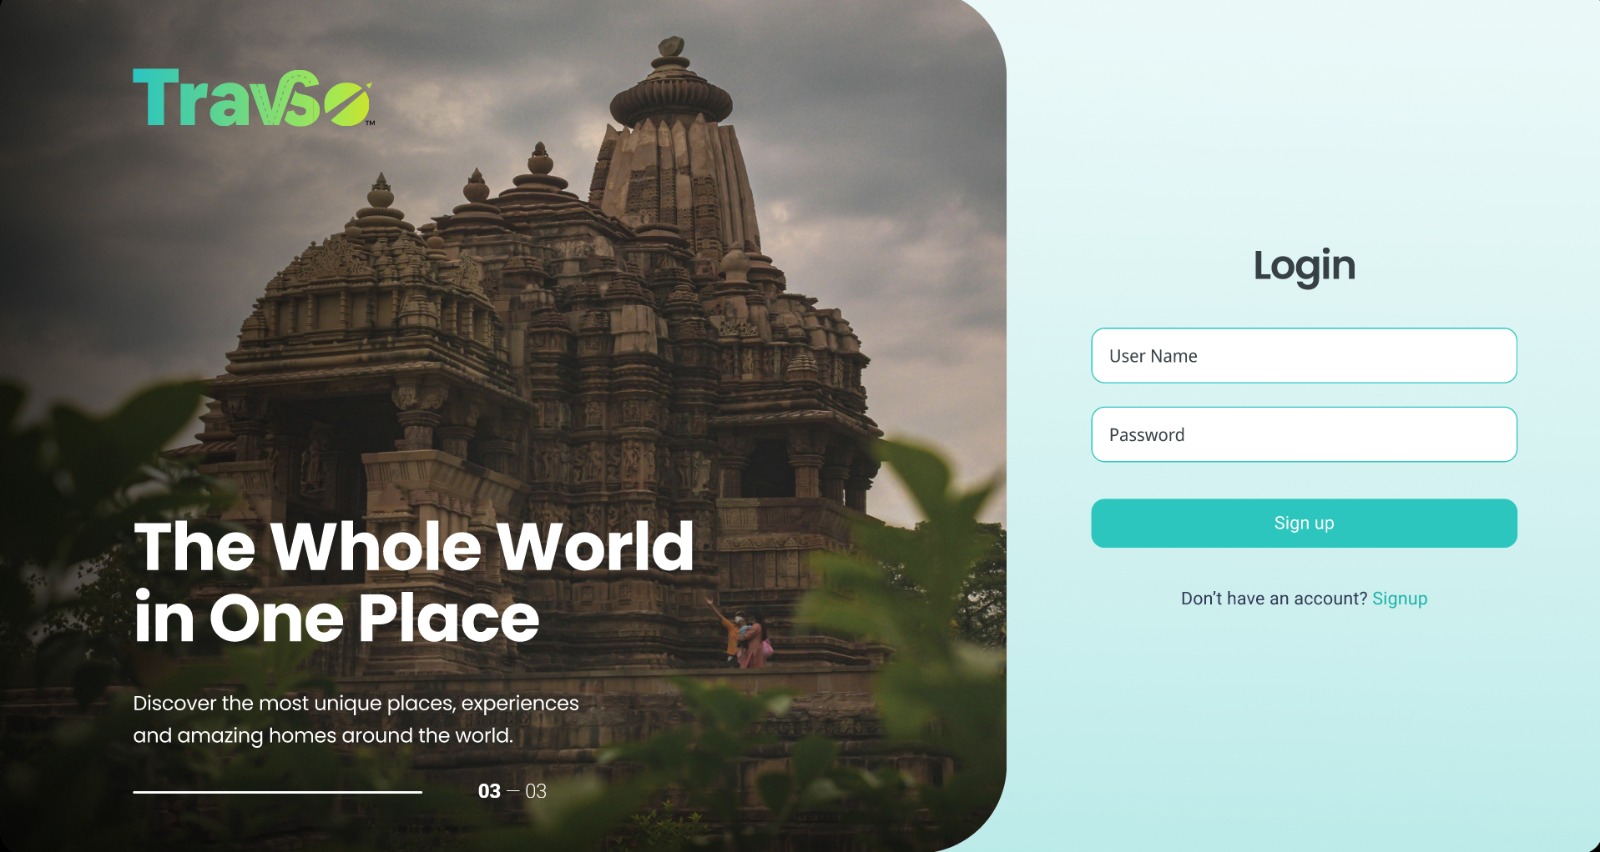 TravSo™
The Whole World
in One Place
Discover the most unique places, experiences
and amazing homes around the world.
03 — 03
Login
User Name
Password
Sign up
Don’t have an account? Signup